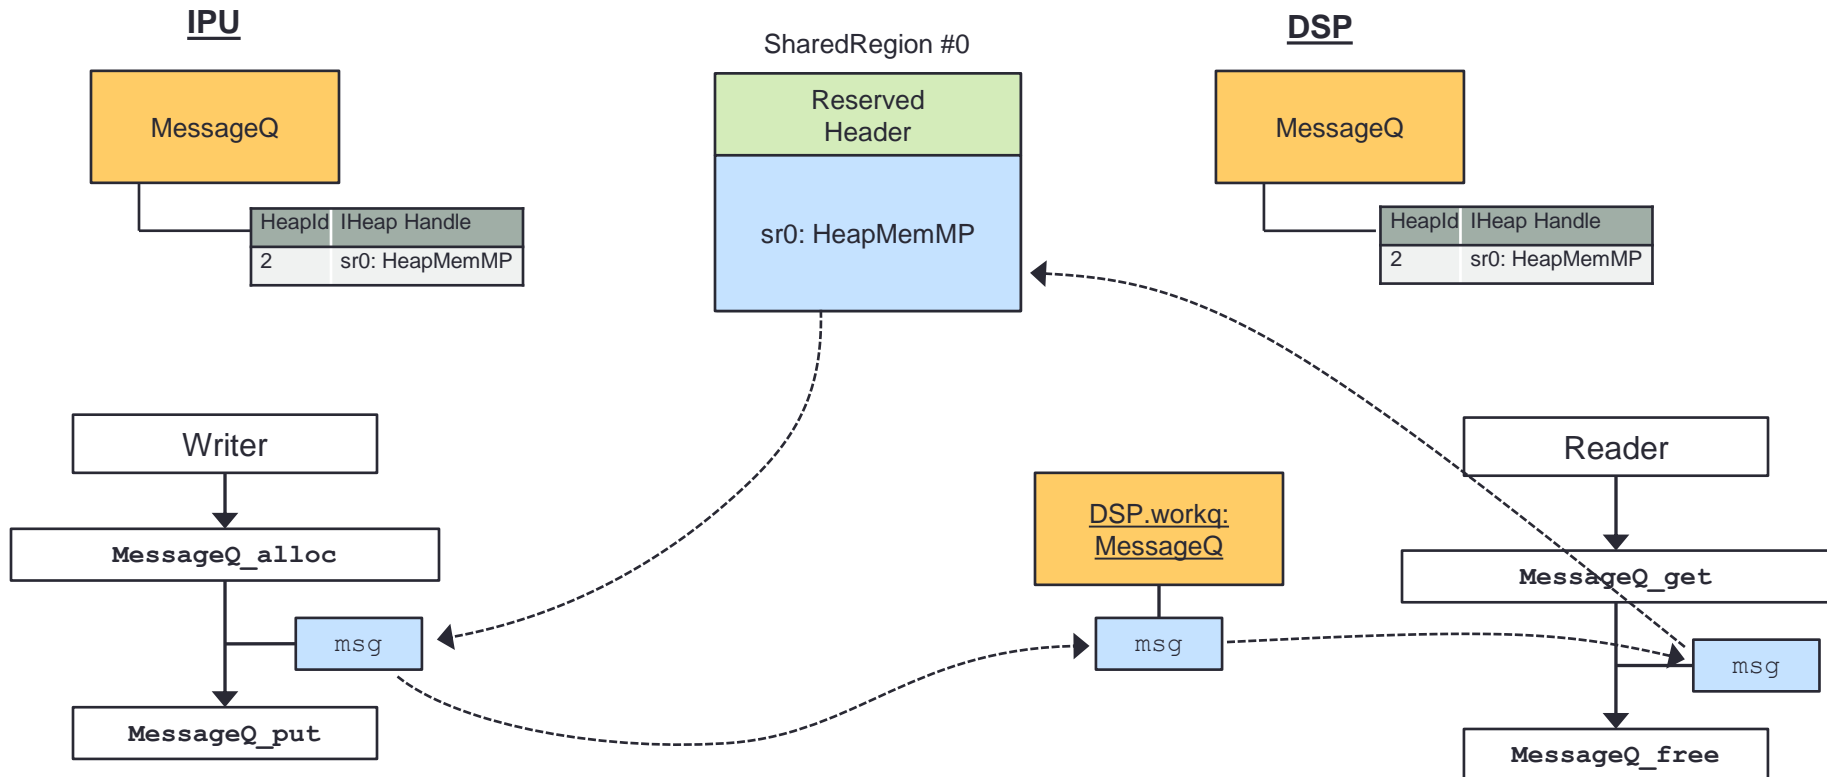 IPU
DSP
SharedRegion #0
MessageQ
Reserved
Header
MessageQ
HeapId IHeap Handle
2 sr0: HeapMemMP
sr0: HeapMemMP
HeapId IHeap Handle
2 sr0: HeapMemMP
Writer
Reader
DSP.workq:
MessageQ
MessageQ_alloc
MessageQ_get
msg
msg
msg
MessageQ_put
MessageQ_free